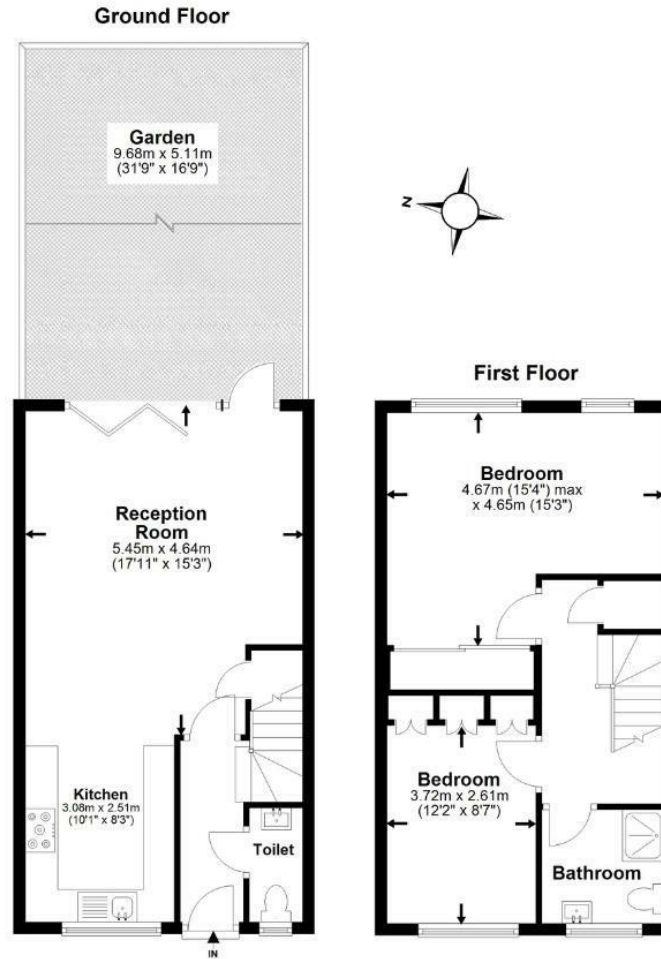 Ground Floor
Garden
9.68m x 5.11m
(31'9" x 16'9")
N
Reception
Room
5.45m x 4.64m
(17'11" x 15'3")
Kitchen
3.08m x 2.51m
(10'1" x 8'3")
Toilet
IN
First Floor
Bedroom
4.67m (15'4") max
x 4.65m (15'3")
Bedroom
3.72m x 2.61m
(12'2" x 8'7")
Bathroom